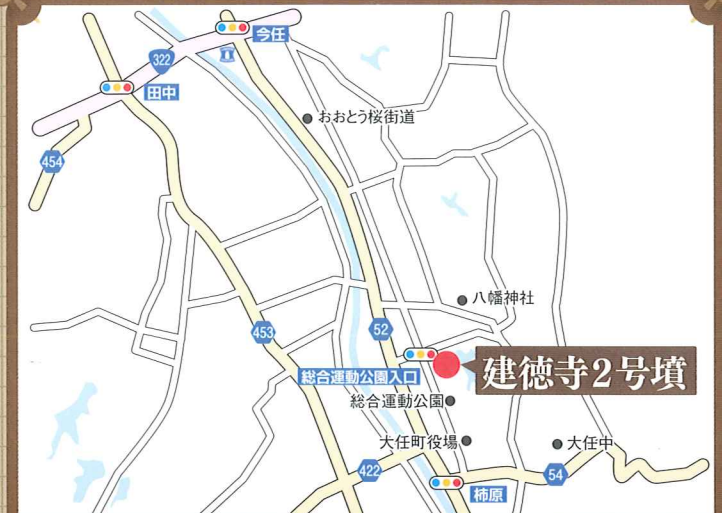 今任
322
田中
おおとう桜街道
454
八幡神社
453
52
建徳寺2号墳
総合運動公園入口
総合運動公園
大任町役場
大任中
422
54
柿原